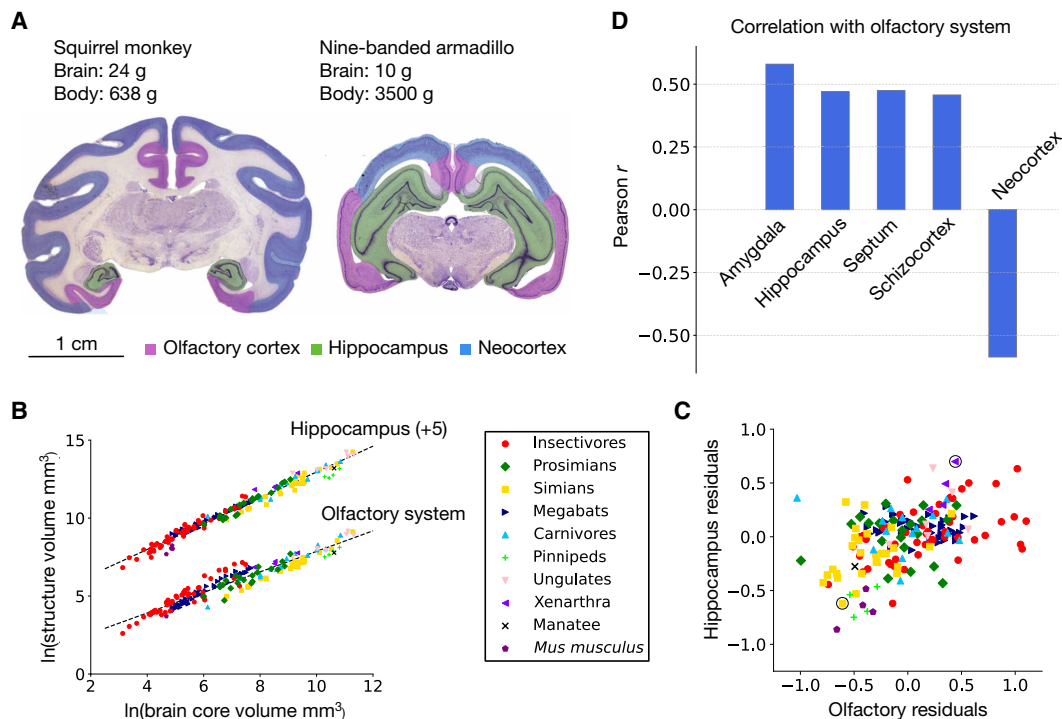 A
Squirrel monkey
Brain: 24 g
Body: 638 g
Nine-banded armadillo
Brain: 10 g
Body: 3500 g
1 cm
Olfactory cortex
Hippocampus
Neocortex
D
Correlation with olfactory system
0.50
0.25
0.00
−0.25
−0.50
Pearson r
Amygdala
Hippocampus
Septum
Schizocortex
Neocortex
B
15
10
5
0
ln(structure volume mm³)
Hippocampus (+5)
Olfactory system
2
4
6
8
10
12
ln(brain core volume mm³)
Insectivores
Prosimians
Simians
Megabats
Carnivores
Pinnipeds
Ungulates
Xenarthra
Manatee
Mus musculus
C
1.0
0.5
0.0
−0.5
−1.0
Hippocampus residuals
−1.0
−0.5
0.0
0.5
1.0
Olfactory residuals